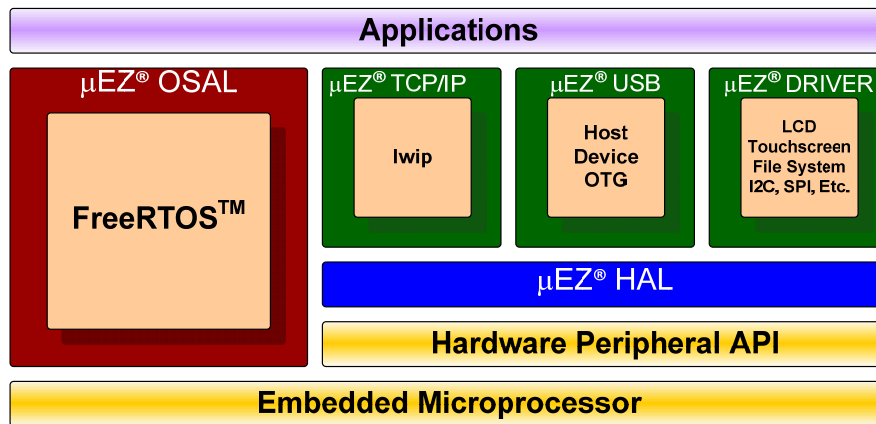 Applications
µEZ® OSAL
FreeRTOS™
µEZ® TCP/IP
lwip
µEZ® USB
Host
Device
OTG
µEZ® DRIVER
LCD
Touchscreen
File System
I2C, SPI, Etc.
µEZ® HAL
Hardware Peripheral API
Embedded Microprocessor